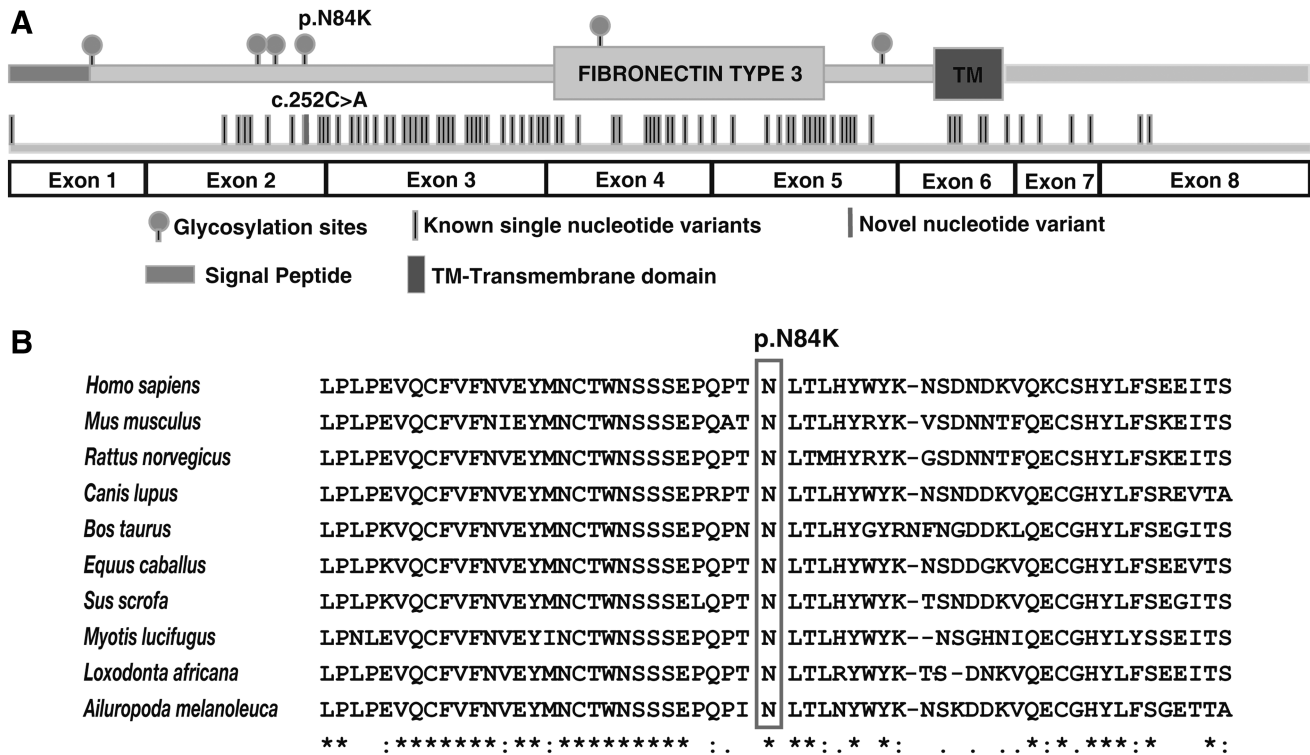 A
p.N84K
FIBRONECTIN TYPE 3
TM
c.252C>A
Exon 1 Exon 2 Exon 3 Exon 4 Exon 5 Exon 6 Exon 7 Exon 8
Glycosylation sites Known single nucleotide variants Novel nucleotide variant
Signal Peptide TM-Transmembrane domain
B
p.N84K
Homo sapiens LPLPEVQCFVFNVEYMNCTWNSSSEPQPT N LTLHYWYK-NSDNDKVQKCSHYLFSEEITS
Mus musculus LPLPEVQCFVFNIEYMNCTWNSSSEPQAT N LTLHYRYK-VSDNNTFQECSHYLFSKEITS
Rattus norvegicus LPLPEVQCFVFNVEYMNCTWNSSSEPQPT N LTMHYRYK-GSDNNTFQECSHYLFSKEITS
Canis lupus LPLPEVQCFVFNVEYMNCTWNSSSEPRPT N LTLHYWYK-NSNDDKVQECGHYLFSREVTA
Bos taurus LPLPKVQCFVFNVEYMNCTWNSSSEPQPN N LTLHYGYRNFNGDDKLQECGHYLFSEGITS
Equus caballus LPLPEVQCFVFNVEYMNCTWNSSSEPQPT N LTLHYWYK-NSDDGKVQECGHYLFSEEVTS
Sus scrofa LPLPKVQCFVFNVEYMNCTWNSSSELQPT N LTLHYWYK-TSNDDKVQECGHYLFSEGITS
Myotis lucifugus LPNLEVQCFVFNVEYINCTWNSSSEPQPT N LTLHYWYK--NSGHNIQECGHYLYSSEITS
Loxodonta africana LPLPEVQCFVFNVEYMNCTWNSSSEPQPT N LTLRYWYK-TS-DNKVQECGHYLFSEEITS
Ailuropoda melanoleuca LPLPEVQCFVFNVEYMNCTWNSSSEPQPI N LTLNYWYK-NSKDDKVQECGHYLFSGETTA
** :*******:**:********* :. * **:.* *: . . .*:*.***:* *: